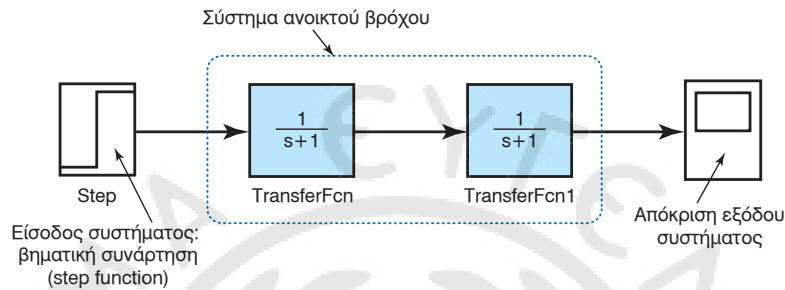 Σύστημα ανοικτού βρόχου
1
s+1
1
s+1
Step
TransferFcn
TransferFcn1
Είσοδος συστήματος:
βηματική συνάρτηση
(step function)
Απόκριση εξόδου
συστήματος